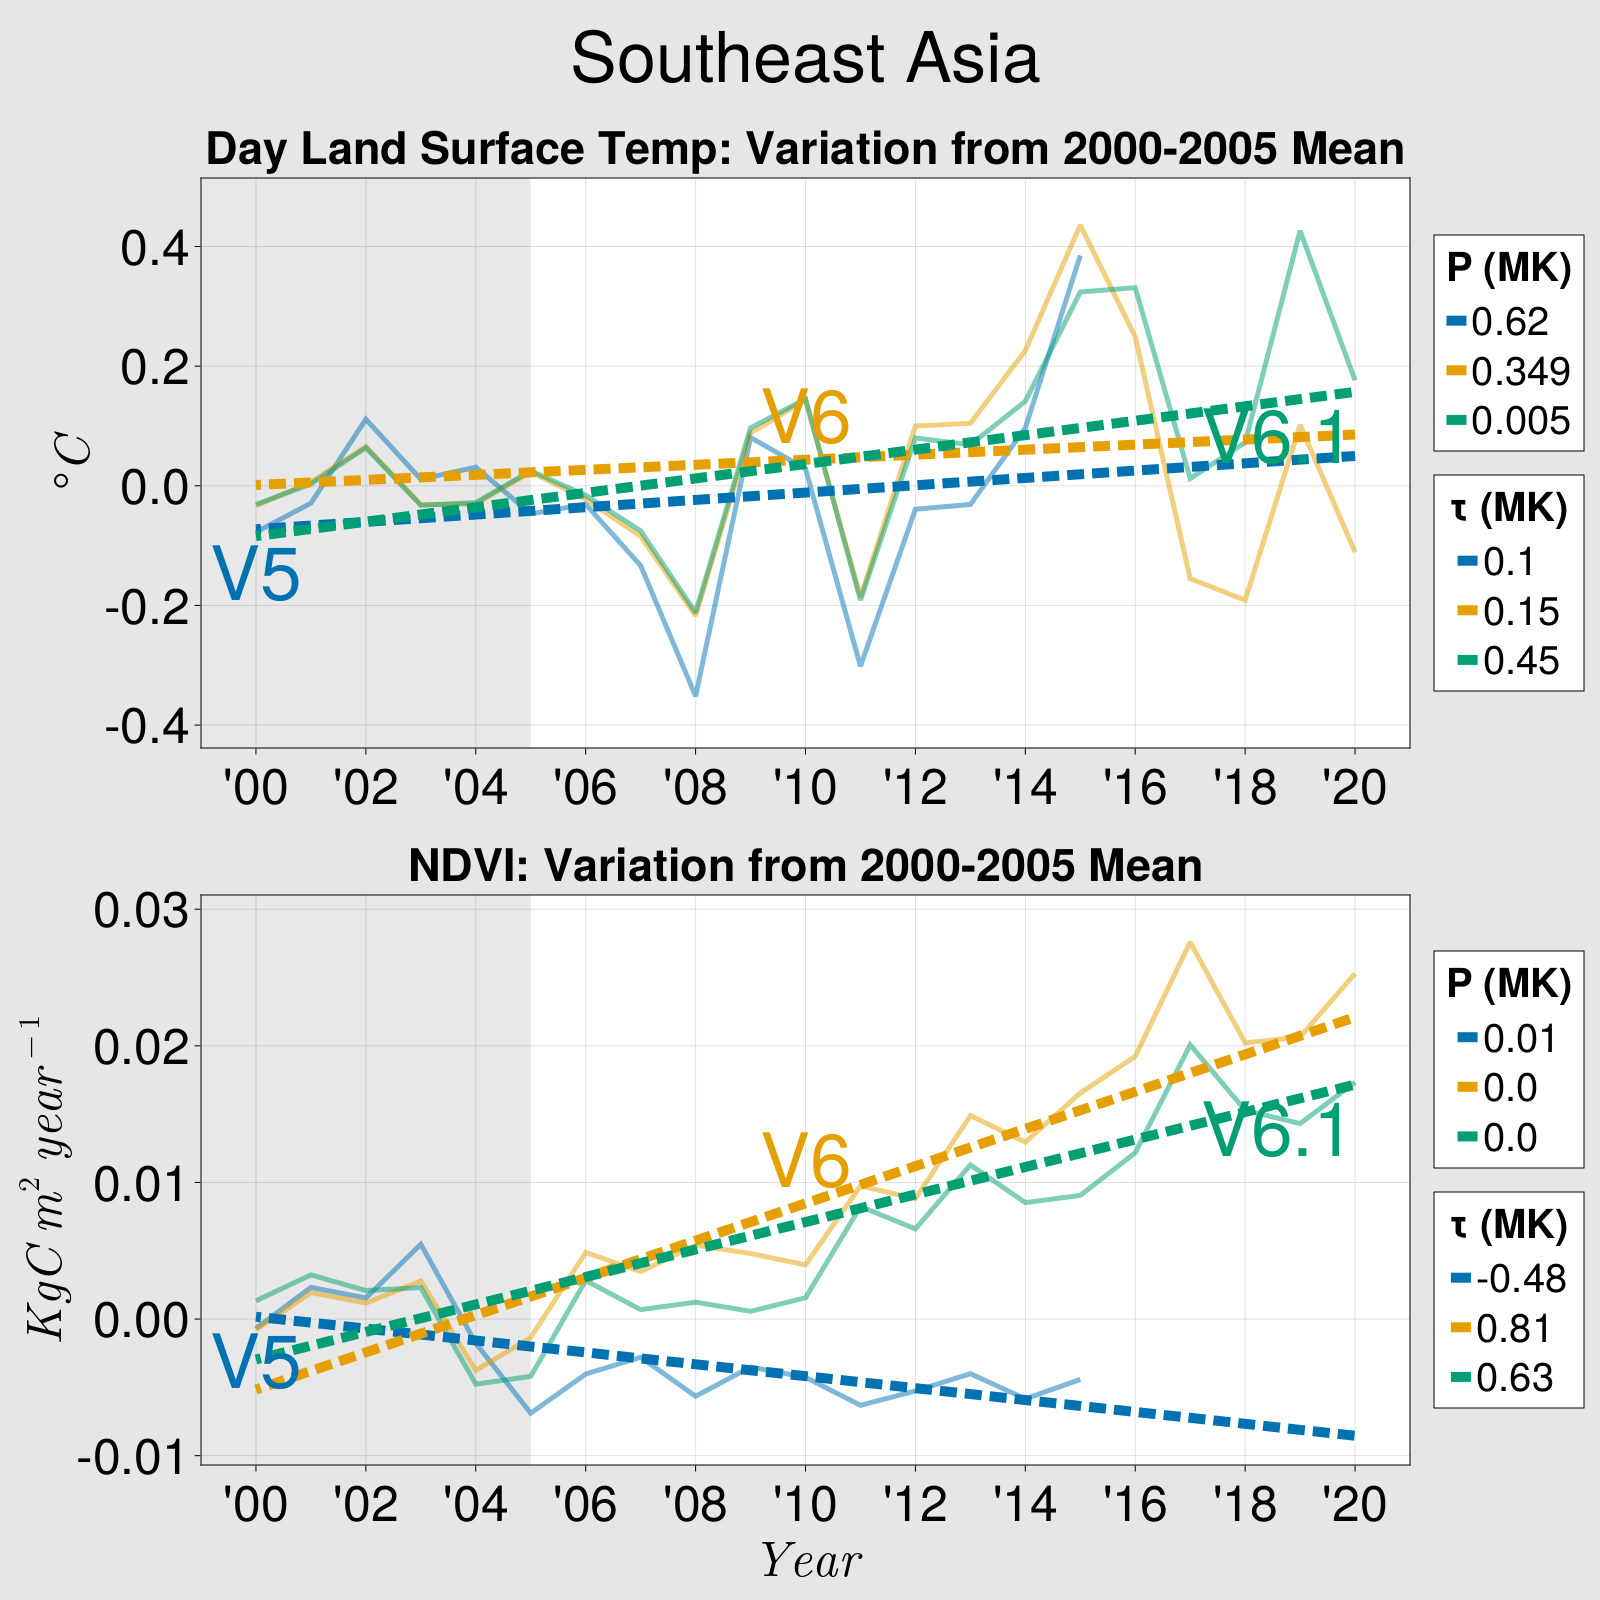 Southeast Asia
Day Land Surface Temp: Variation from 2000-2005 Mean
°C
0.4
0.2
0.0
-0.2
-0.4
V5
V6
V6.1
'00 '02 '04 '06 '08 '10 '12 '14 '16 '18 '20
P (MK)
0.62
0.349
0.005
τ (MK)
0.1
0.15
0.45
NDVI: Variation from 2000-2005 Mean
KgC m² year⁻¹
0.03
0.02
0.01
0.00
-0.01
V5
V6
V6.1
'00 '02 '04 '06 '08 '10 '12 '14 '16 '18 '20
Year
P (MK)
0.01
0.0
0.0
τ (MK)
-0.48
0.81
0.63